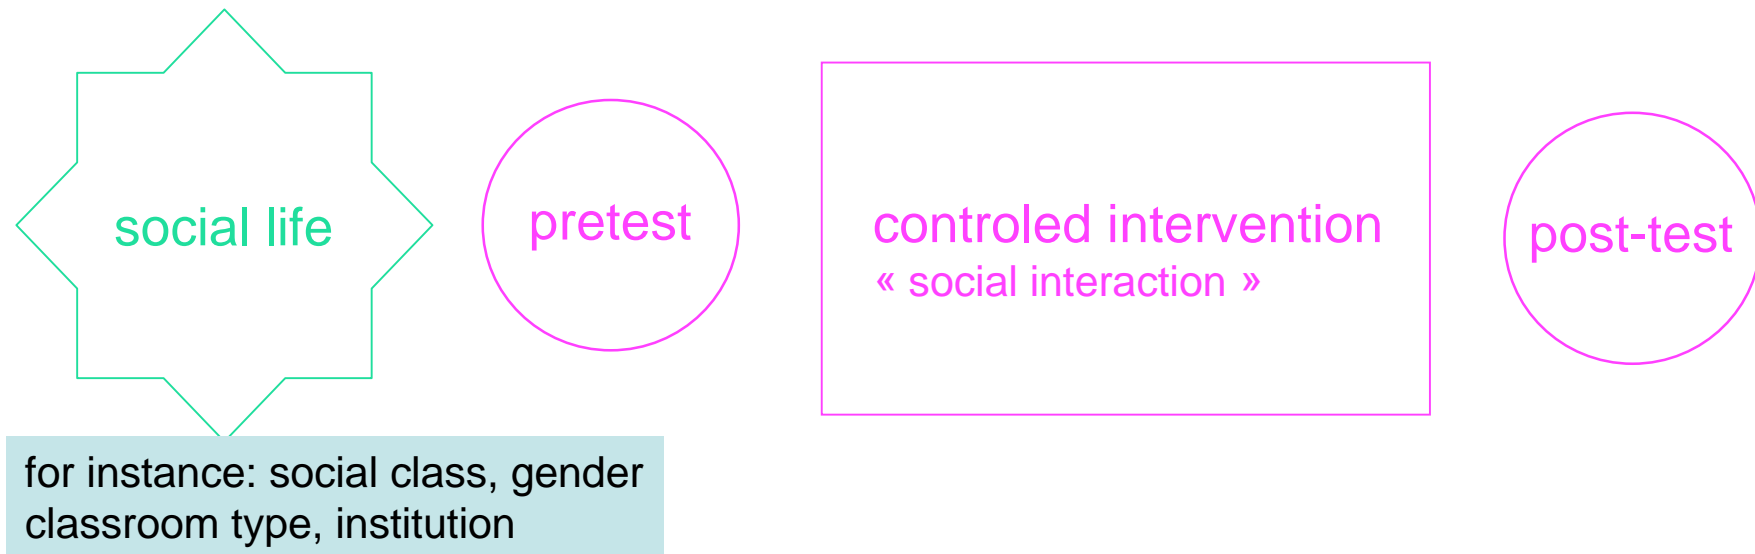 social life
pretest
controled intervention
« social interaction »
post-test
for instance: social class, gender
classroom type, institution